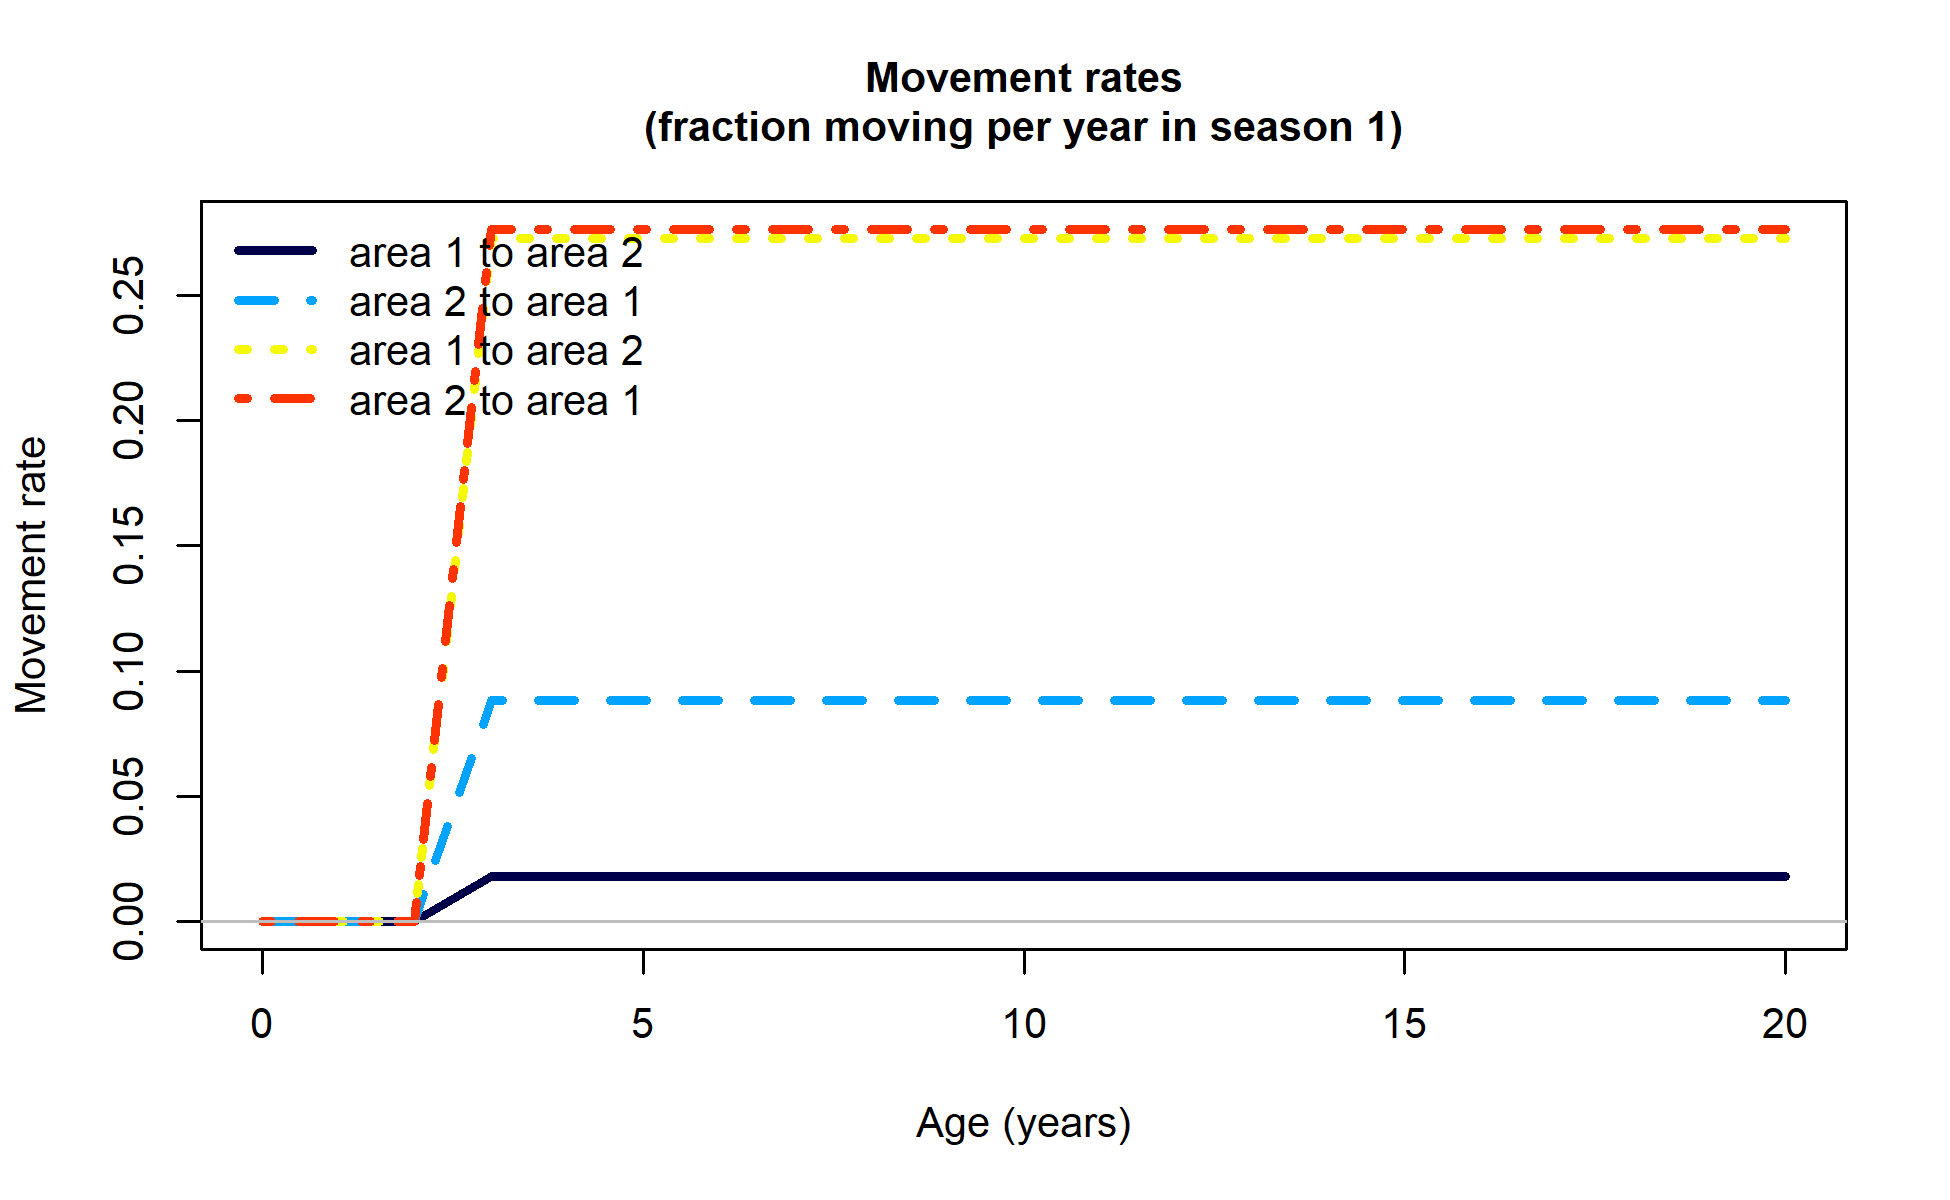 Movement rates
(fraction moving per year in season 1)
area 1 to area 2
area 2 to area 1
area 1 to area 2
area 2 to area 1
Movement rate
0.25
0.20
0.15
0.10
0.05
0.00
0 5 10 15 20
Age (years)